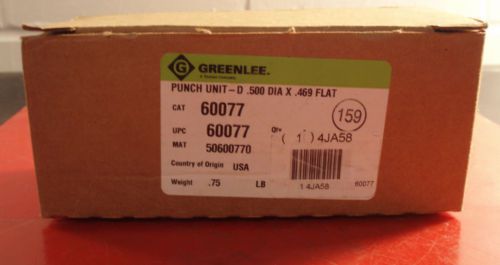 G GREENLEE.
A Textron Company
PUNCH UNIT-D .500 DIA X .469 FLAT
CAT 60077
159
UPC 60077
Qty ( 1 ) 4JA58
MAT 50600770
Country of Origin USA
Weight .75 LB
1 4JA58
60077